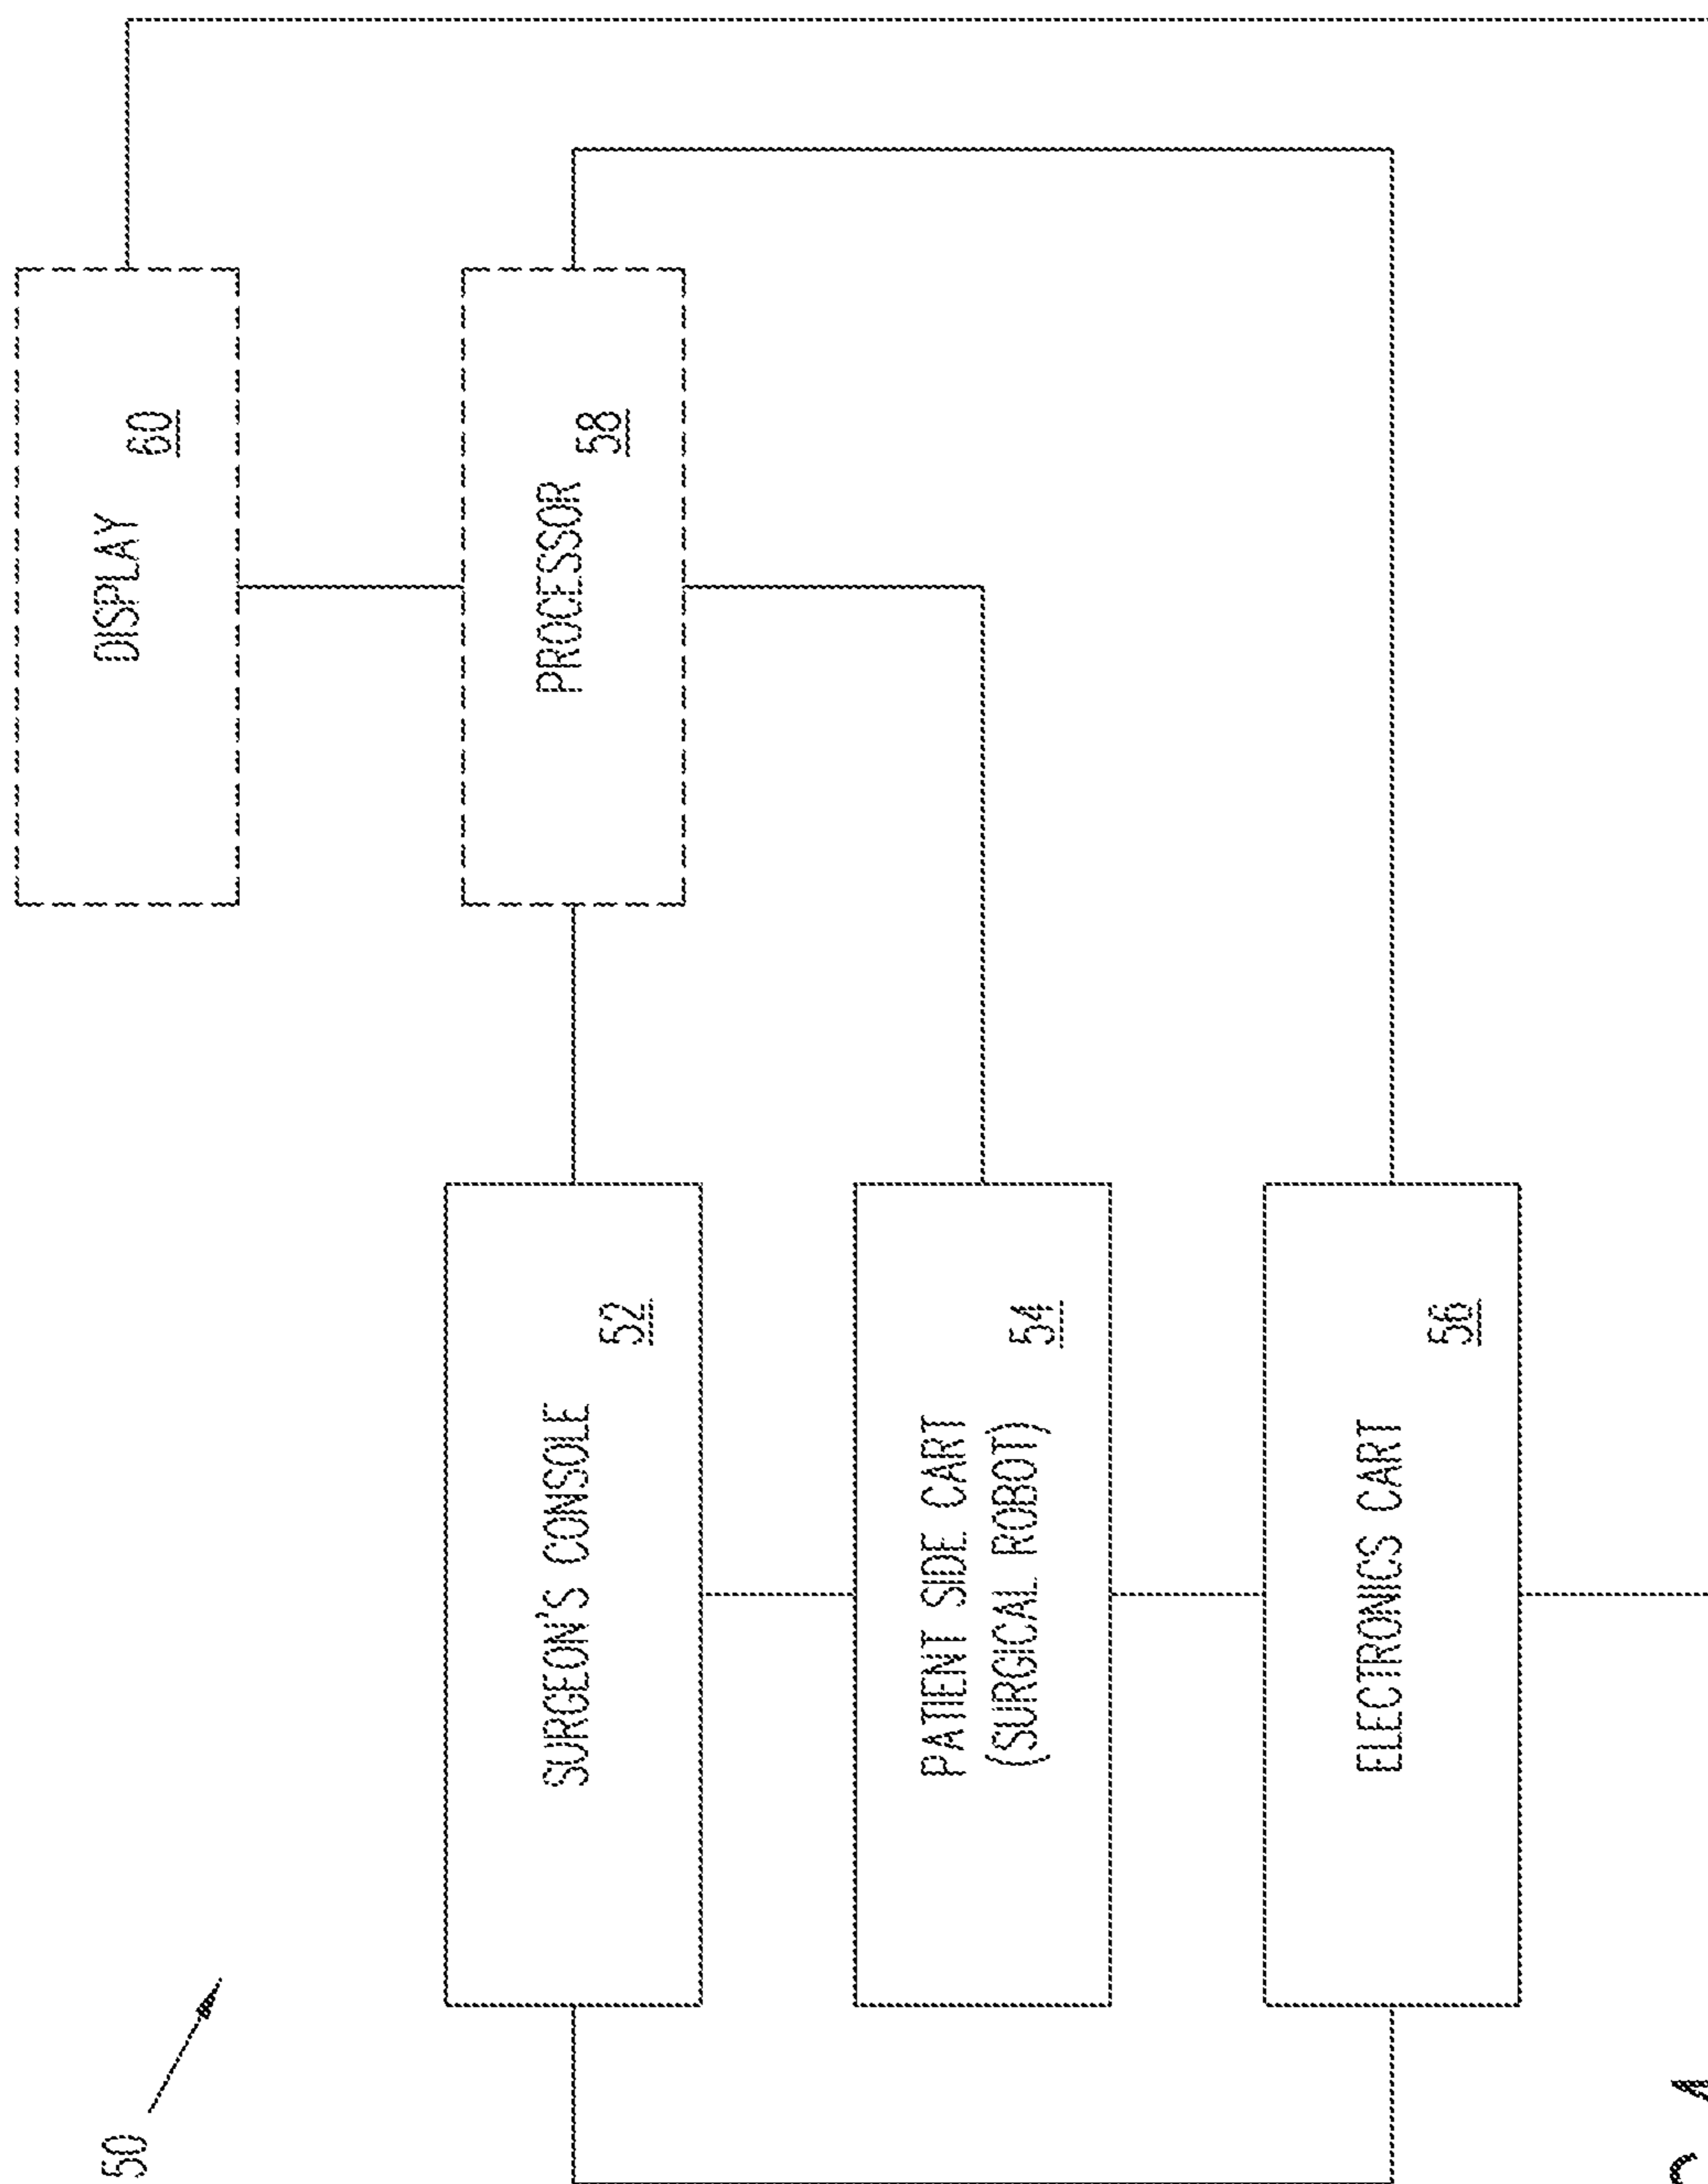 50
SURGEON'S CONSOLE
52
PATIENT SIDE CART
(SURGICAL ROBOT)
54
ELECTRONICS CART
56
DISPLAY
60
PROCESSOR
58